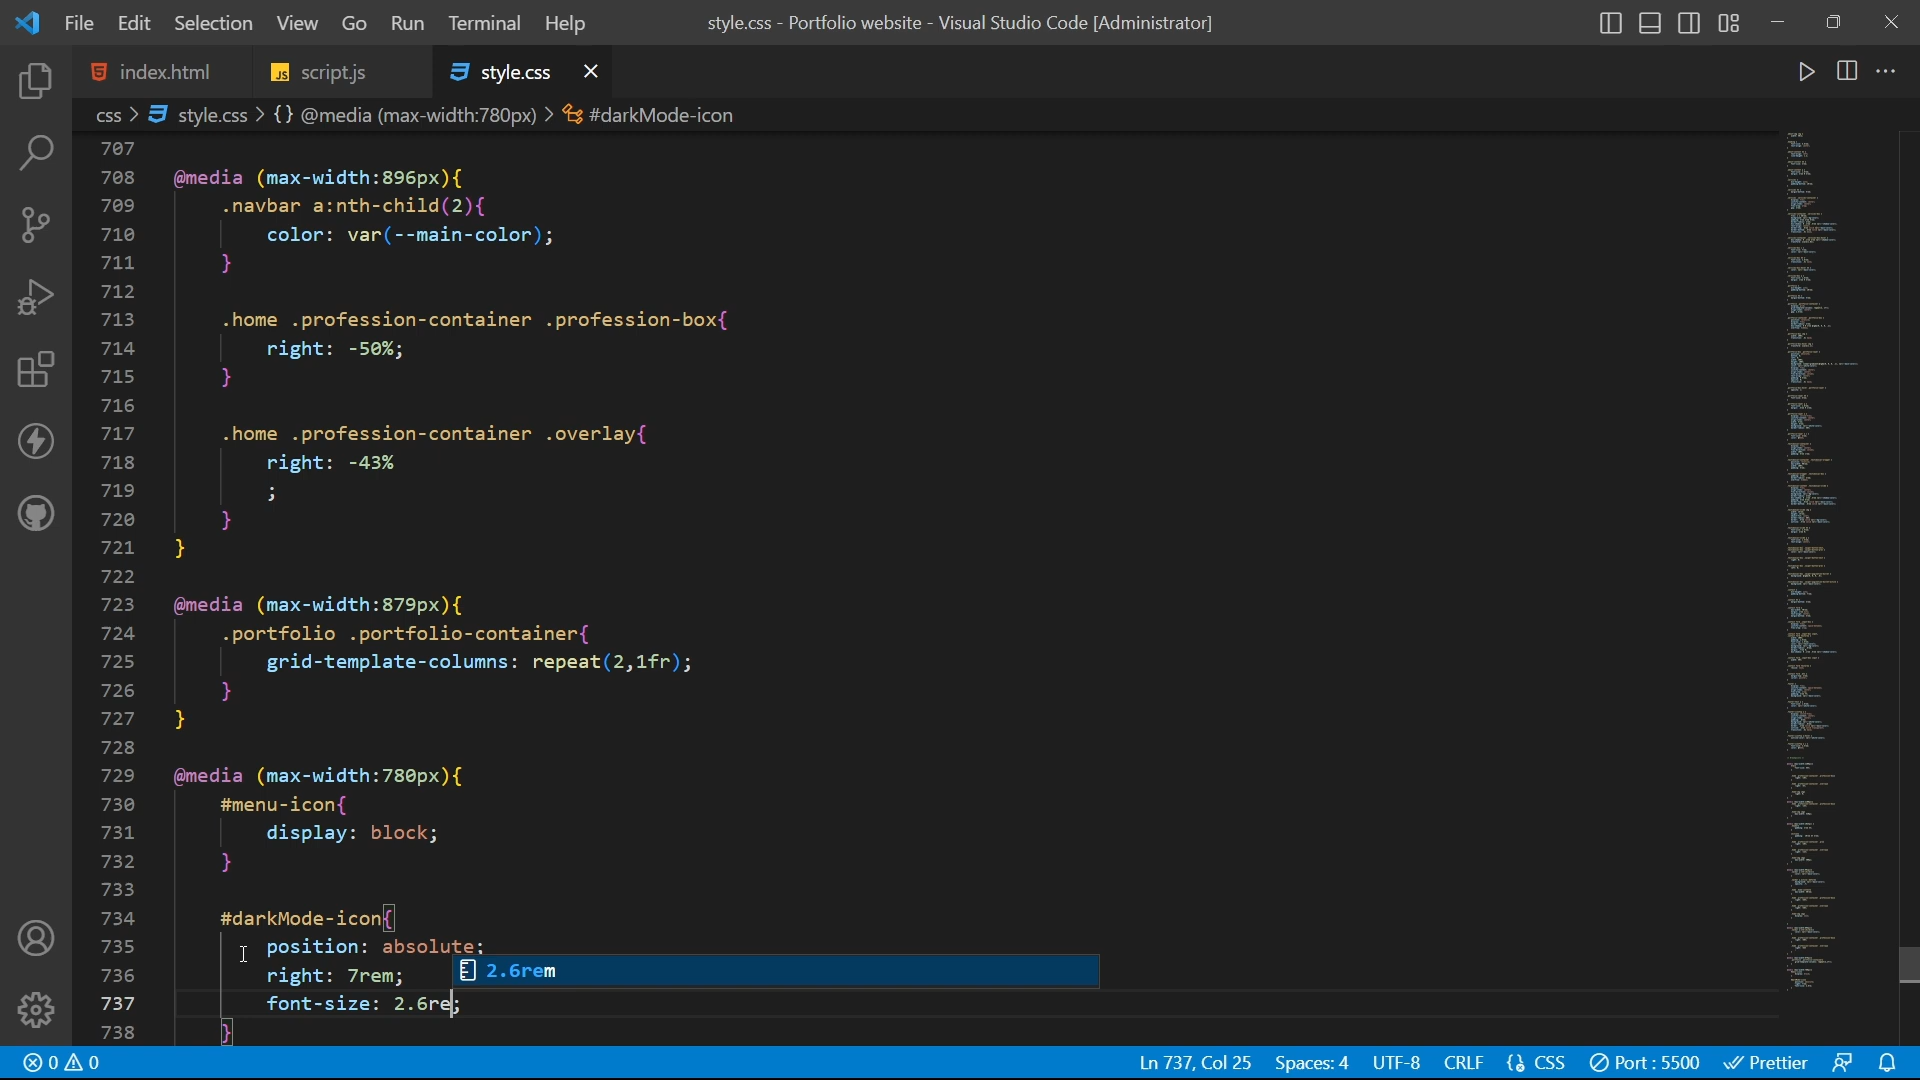 File Edit Selection View Go Run Terminal Help style.css - Portfolio website - Visual Studio Code [Administrator]
index.html JS script.js style.css
css > style.css > {} @media (max-width:780px) > #darkMode-icon
707
708 @media (max-width:896px){
709 .navbar a:nth-child(2){
710 color: var(--main-color);
711 }
712
713 .home .profession-container .profession-box{
714 right: -50%;
715 }
716
717 .home .profession-container .overlay{
718 right: -43%
719 ;
720 }
721 }
722
723 @media (max-width:879px){
724 .portfolio .portfolio-container{
725 grid-template-columns: repeat(2,1fr);
726 }
727 }
728
729 @media (max-width:780px){
730 #menu-icon{
731 display: block;
732 }
733
734 #darkMode-icon{
735 position: absolute;
736 right: 7rem;
2.6rem
737 font-size: 2.6re;
738 }
0 0 Ln 737, Col 25 Spaces: 4 UTF-8 CRLF {} CSS Port : 5500 Prettier